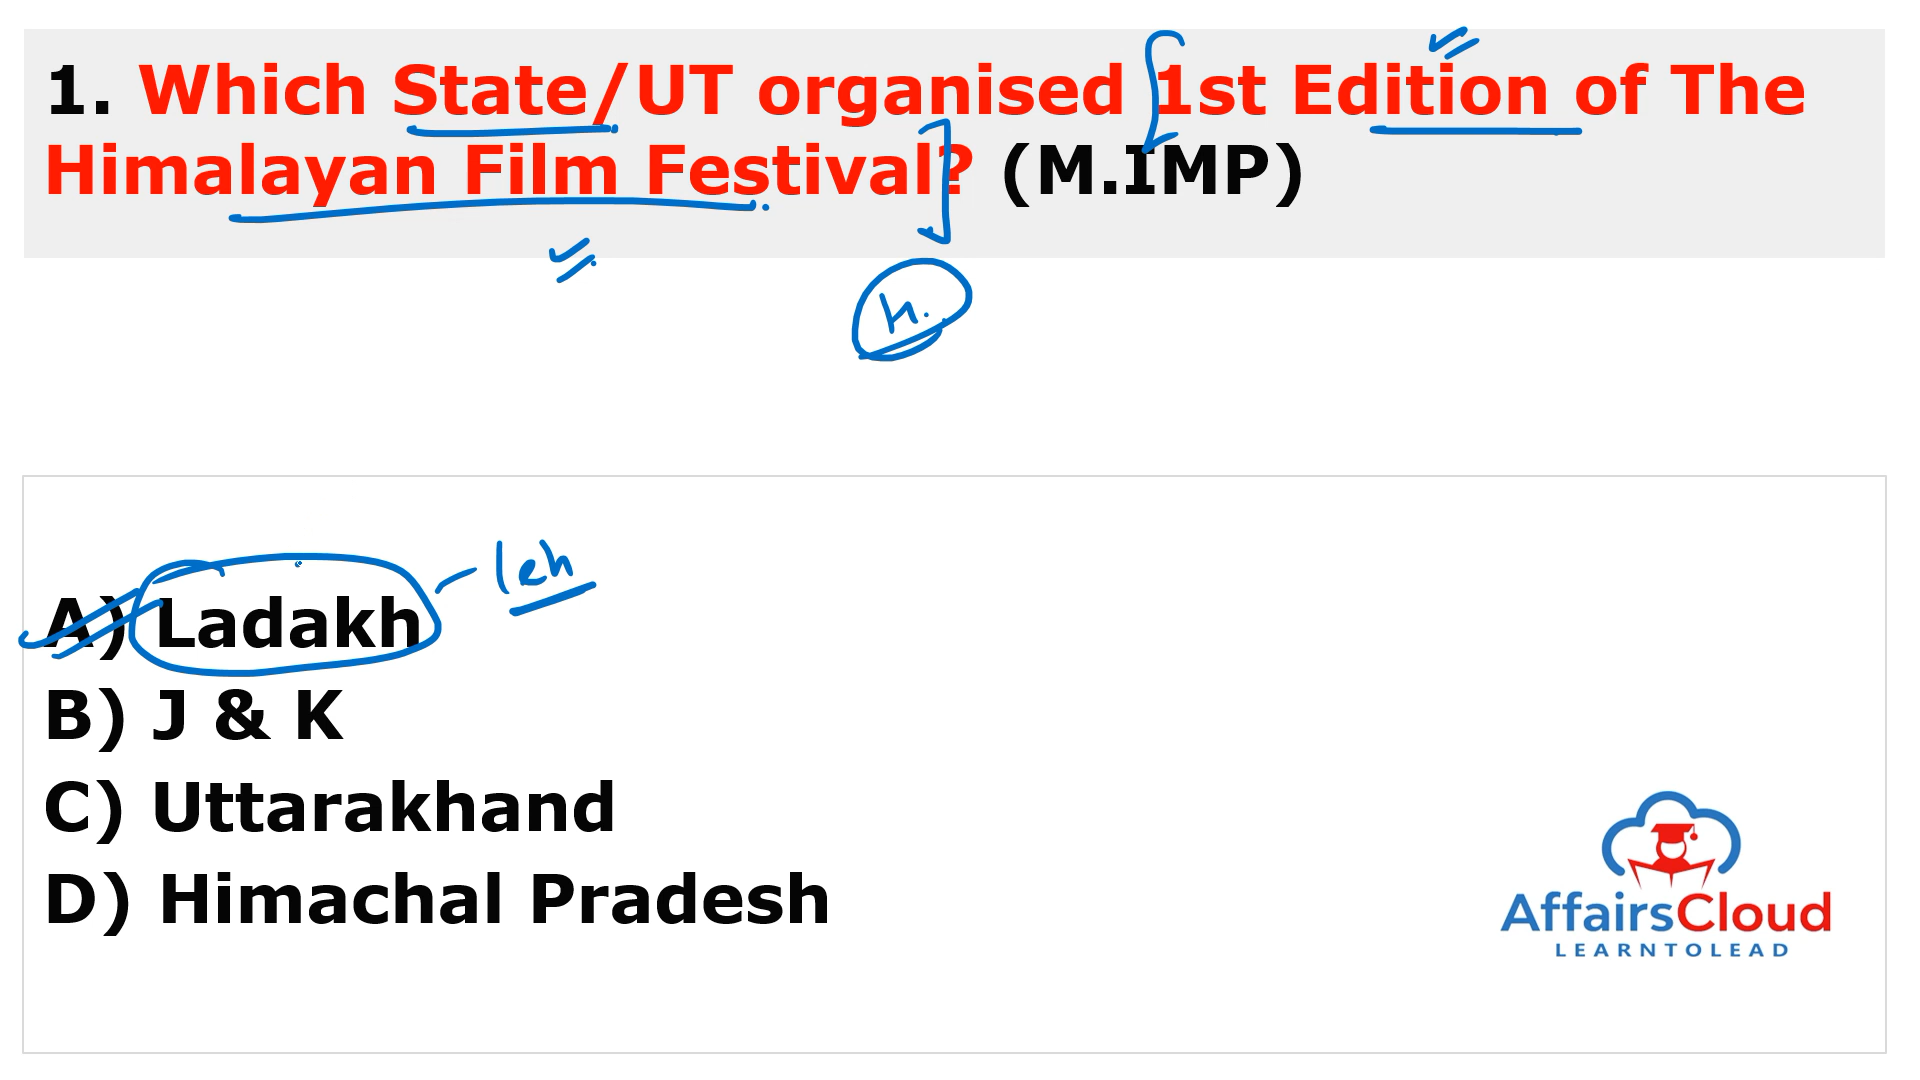 1. Which State/UT organised 1st Edition of The
Himalayan Film Festival? (M.IMP)
H.
leh
A) Ladakh
B) J & K
C) Uttarakhand
D) Himachal Pradesh
AffairsCloud
LEARNTOLEAD